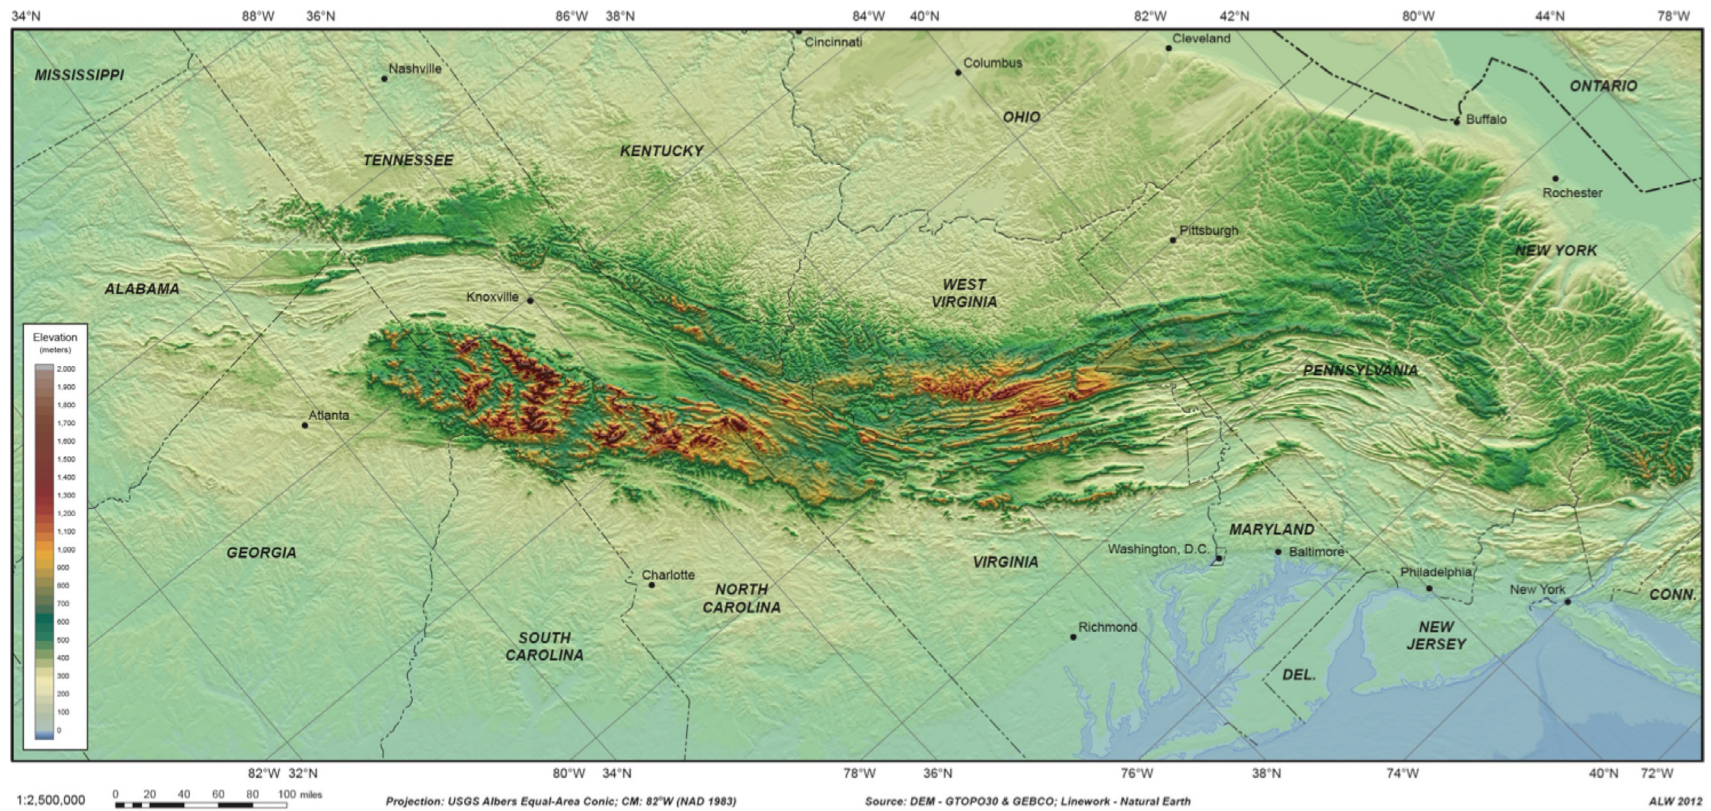 34°N 88°W 36°N 86°W 38°N 84°W 40°N 82°W 42°N 80°W 44°N 78°W
Cincinnati
Cleveland
Columbus
Nashville
MISSISSIPPI
ONTARIO
OHIO
Buffalo
KENTUCKY
TENNESSEE
Rochester
Pittsburgh
NEW YORK
ALABAMA
WEST
VIRGINIA
Knoxville
Elevation
(meters)
2,000
1,900
1,800
1,700
1,600
1,500
1,400
1,300
1,200
1,100
1,000
900
800
700
600
500
400
300
200
100
0
PENNSYLVANIA
Atlanta
MARYLAND
GEORGIA
Washington, D.C.
Baltimore
VIRGINIA
Charlotte
Philadelphia
New York
CONN.
NORTH
CAROLINA
Richmond
NEW
JERSEY
SOUTH
CAROLINA
DEL.
82°W 32°N 80°W 34°N 78°W 36°N 76°W 38°N 74°W 40°N 72°W
1:2,500,000
0 20 40 60 80 100 miles
Projection: USGS Albers Equal-Area Conic; CM: 82°W (NAD 1983)
Source: DEM - GTOPO30 & GEBCO; Linework - Natural Earth
ALW 2012